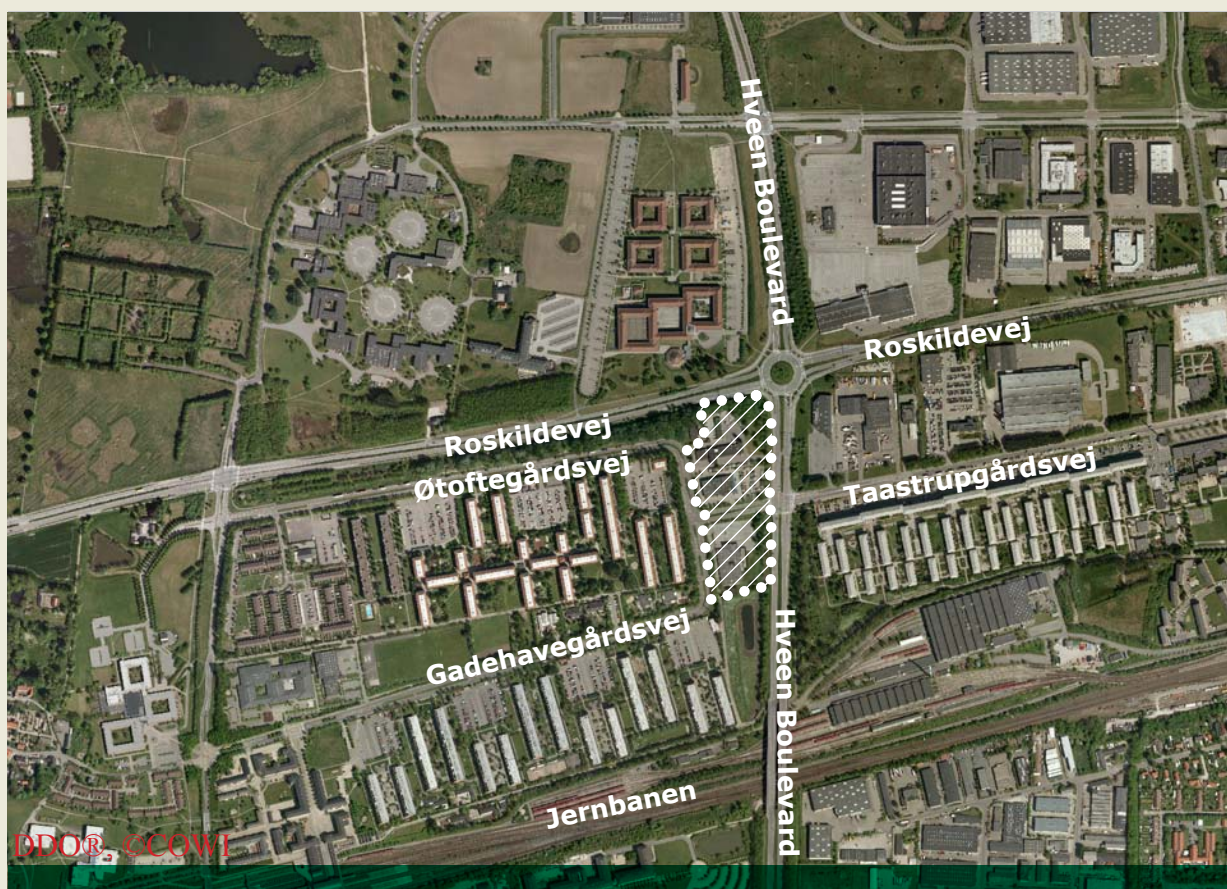 Hveen Boulevard
Roskildevej
Roskildevej
Øtoftegårdsvej
Taastrupgårdsvej
Gadehavegårdsvej
Hveen Boulevard
Jernbanen
DDO®, ©COWI